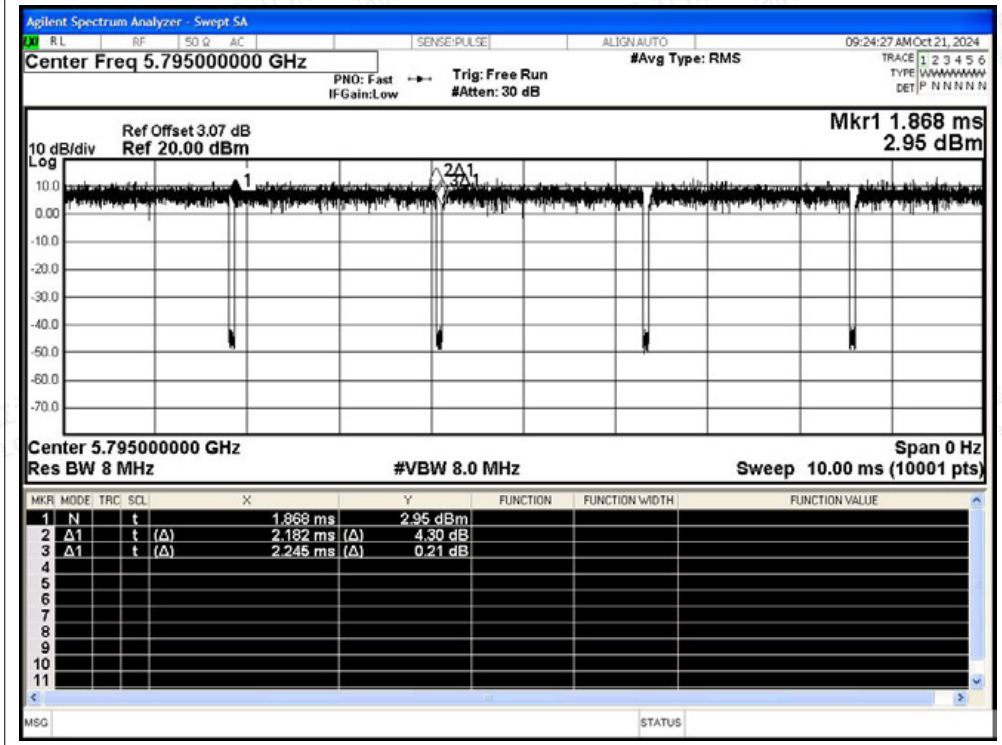 Agilent Spectrum Analyzer - Swept SA
RL RF 50 Ω AC SENSE:PULSE ALIGN AUTO 09:24:27 AM Oct 21, 2024
Center Freq 5.795000000 GHz #Avg Type: RMS TRACE 1 2 3 4 5 6
PNO: Fast Trig: Free Run TYPE WWWWWW
IFGain:Low #Atten: 30 dB DET P N N N N N
Mkr1 1.868 ms
Ref Offset 3.07 dB
10 dB/div Ref 20.00 dBm 2.95 dBm
Log
2Δ1
1 3Δ1
10.0
0.00
-10.0
-20.0
-30.0
-40.0
-50.0
-60.0
-70.0
Center 5.795000000 GHz Span 0 Hz
Res BW 8 MHz #VBW 8.0 MHz Sweep 10.00 ms (10001 pts)
MKR MODE TRC SCL X Y FUNCTION FUNCTION WIDTH FUNCTION VALUE
1 N t 1.868 ms 2.95 dBm
2 Δ1 t (Δ) 2.182 ms (Δ) 4.30 dB
3 Δ1 t (Δ) 2.245 ms (Δ) 0.21 dB
4
5
6
7
8
9
10
11
MSG STATUS